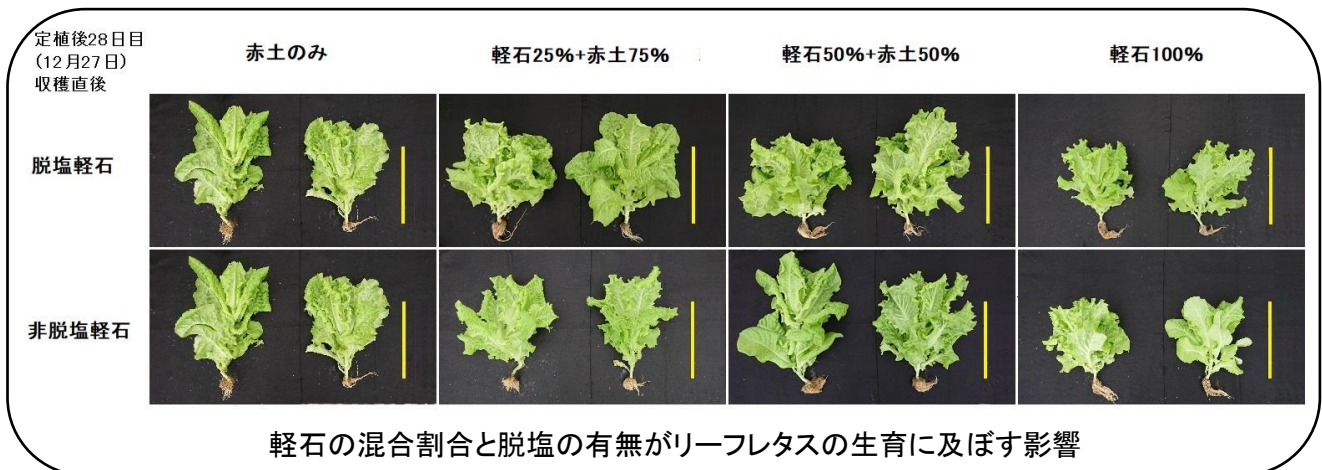 定植後28日目
(12月27日)
収穫直後
赤土のみ
軽石25%+赤土75%
軽石50%+赤土50%
軽石100%
脱塩軽石
非脱塩軽石
軽石の混合割合と脱塩の有無がリーフレタスの生育に及ぼす影響